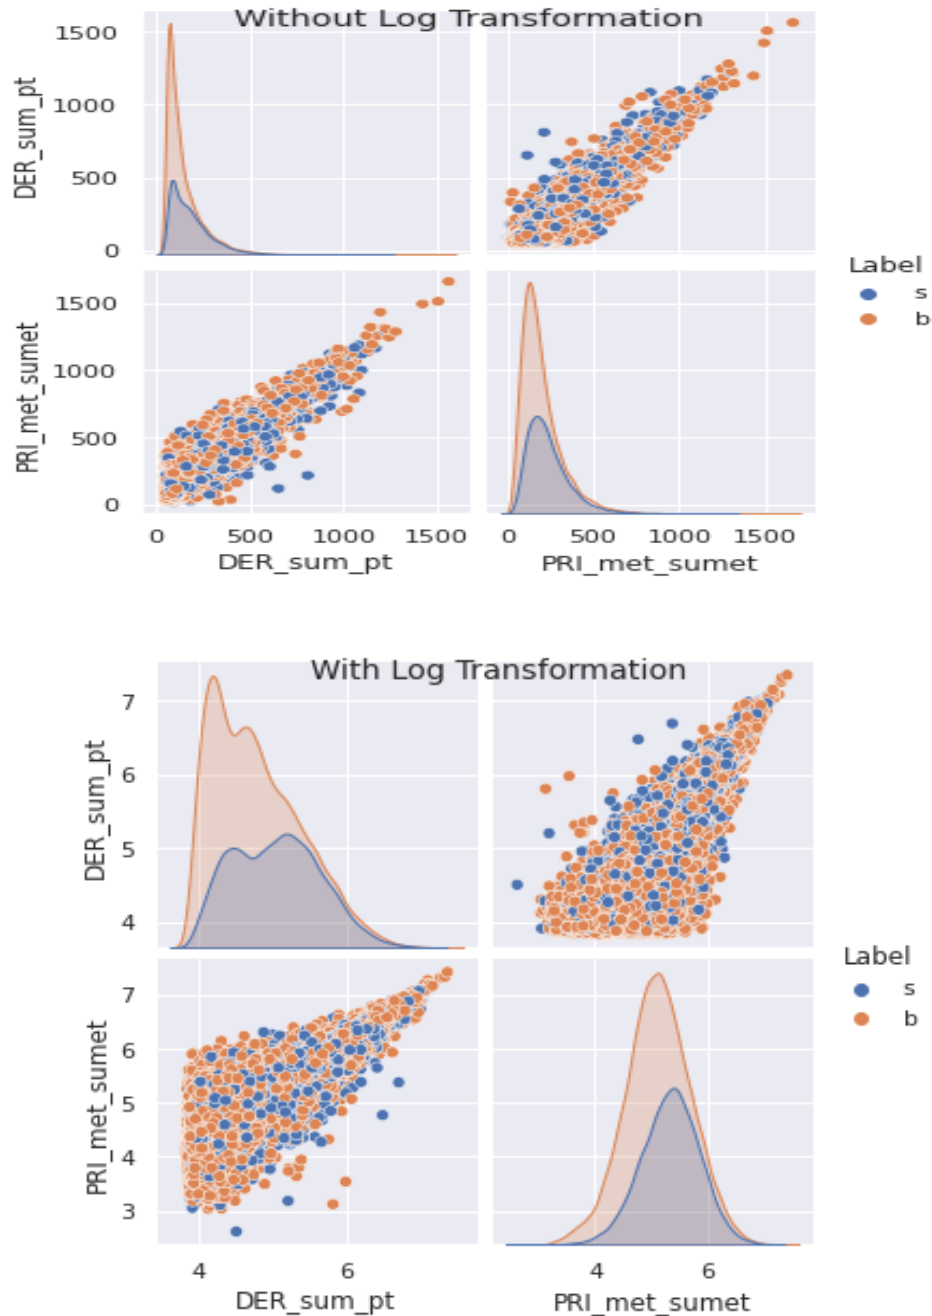 Without Log Transformation
1500
1000
500
0
DER_sum_pt
1500
1000
500
0
PRI_met_sumet
0 500 1000 1500
DER_sum_pt
0 500 1000 1500
PRI_met_sumet
Label
s
b
With Log Transformation
7
6
5
4
DER_sum_pt
7
6
5
4
3
PRI_met_sumet
4 6
DER_sum_pt
4 6
PRI_met_sumet
Label
s
b